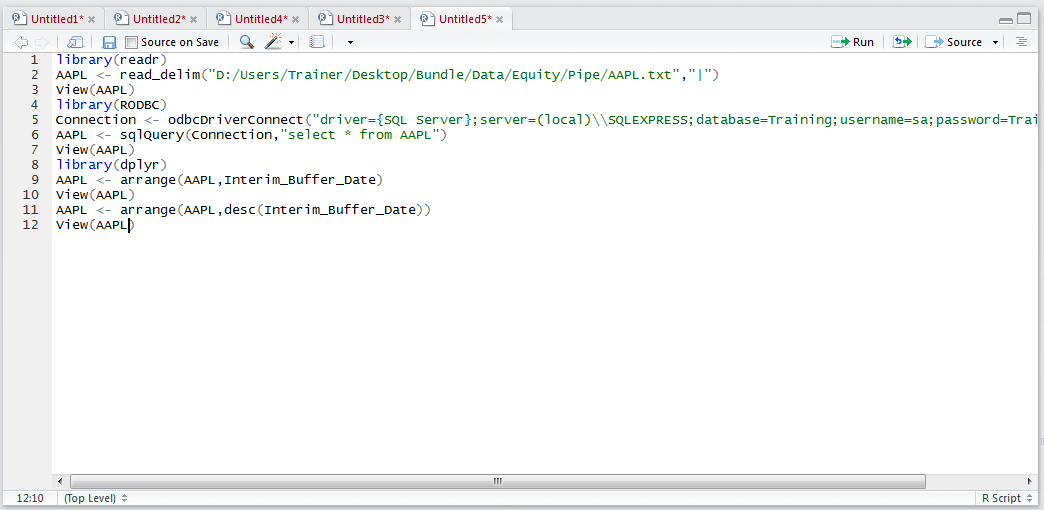 Untitled1* Untitled2* Untitled4* Untitled3* Untitled5*
Source on Save Run Source
1 library(readr)
2 AAPL <- read_delim("D:/Users/Trainer/Desktop/Bundle/Data/Equity/Pipe/AAPL.txt","|")
3 View(AAPL)
4 library(RODBC)
5 Connection <- odbcDriverConnect("driver={SQL Server};server=(local)\\SQLEXPRESS;database=Training;username=sa;password=Trai
6 AAPL <- sqlQuery(Connection,"select * from AAPL")
7 View(AAPL)
8 library(dplyr)
9 AAPL <- arrange(AAPL,Interim_Buffer_Date)
10 View(AAPL)
11 AAPL <- arrange(AAPL,desc(Interim_Buffer_Date))
12 View(AAPL)
12:10 (Top Level) R Script